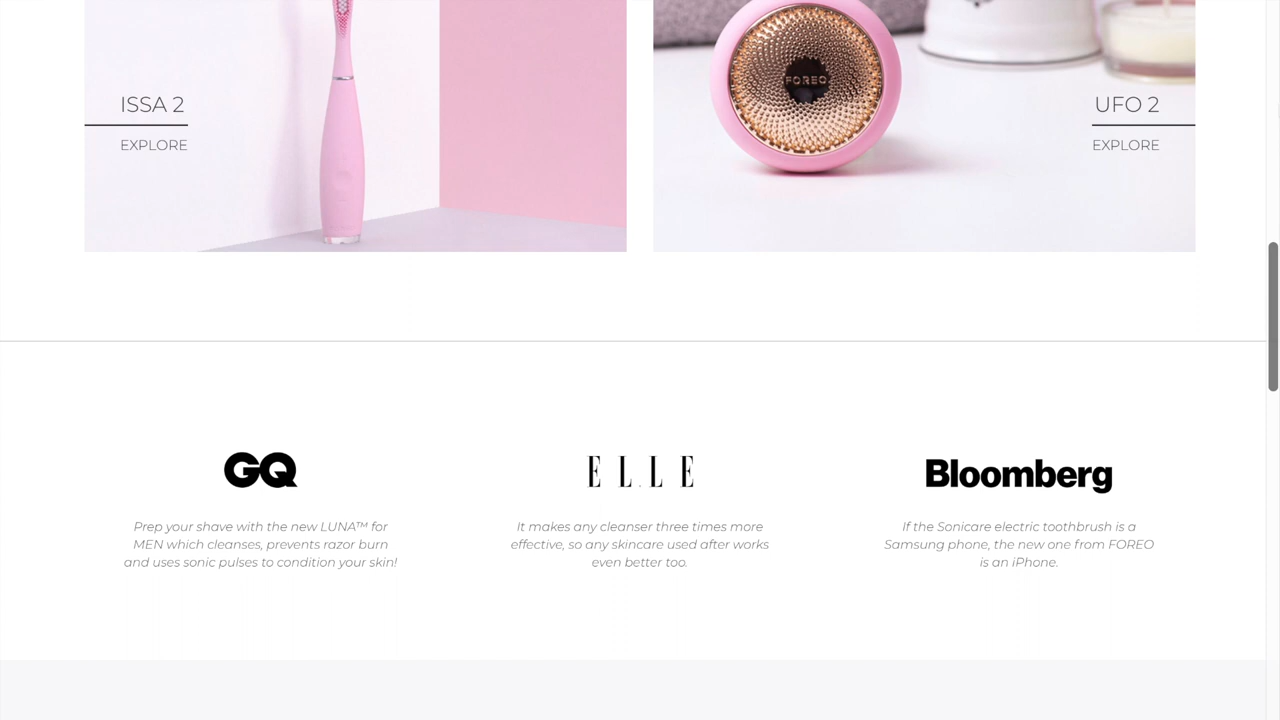 ISSA 2
EXPLORE
FOREO
UFO 2
EXPLORE
GQ
Prep your shave with the new LUNA™ for
MEN which cleanses, prevents razor burn
and uses sonic pulses to condition your skin!
ELLE
It makes any cleanser three times more
effective, so any skincare used after works
even better too.
Bloomberg
If the Sonicare electric toothbrush is a
Samsung phone, the new one from FOREO
is an iPhone.